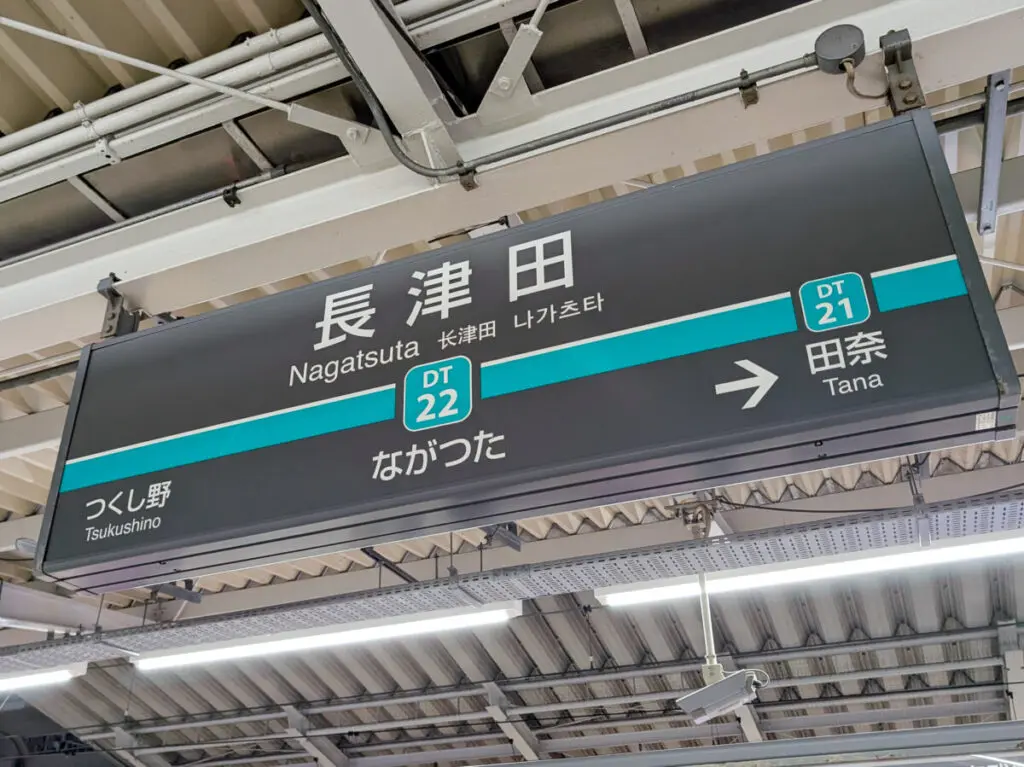 長津田
Nagatsuta 长津田 나가츠타
DT
22
ながつた
つくし野
Tsukushino
DT
21
田奈
→ Tana